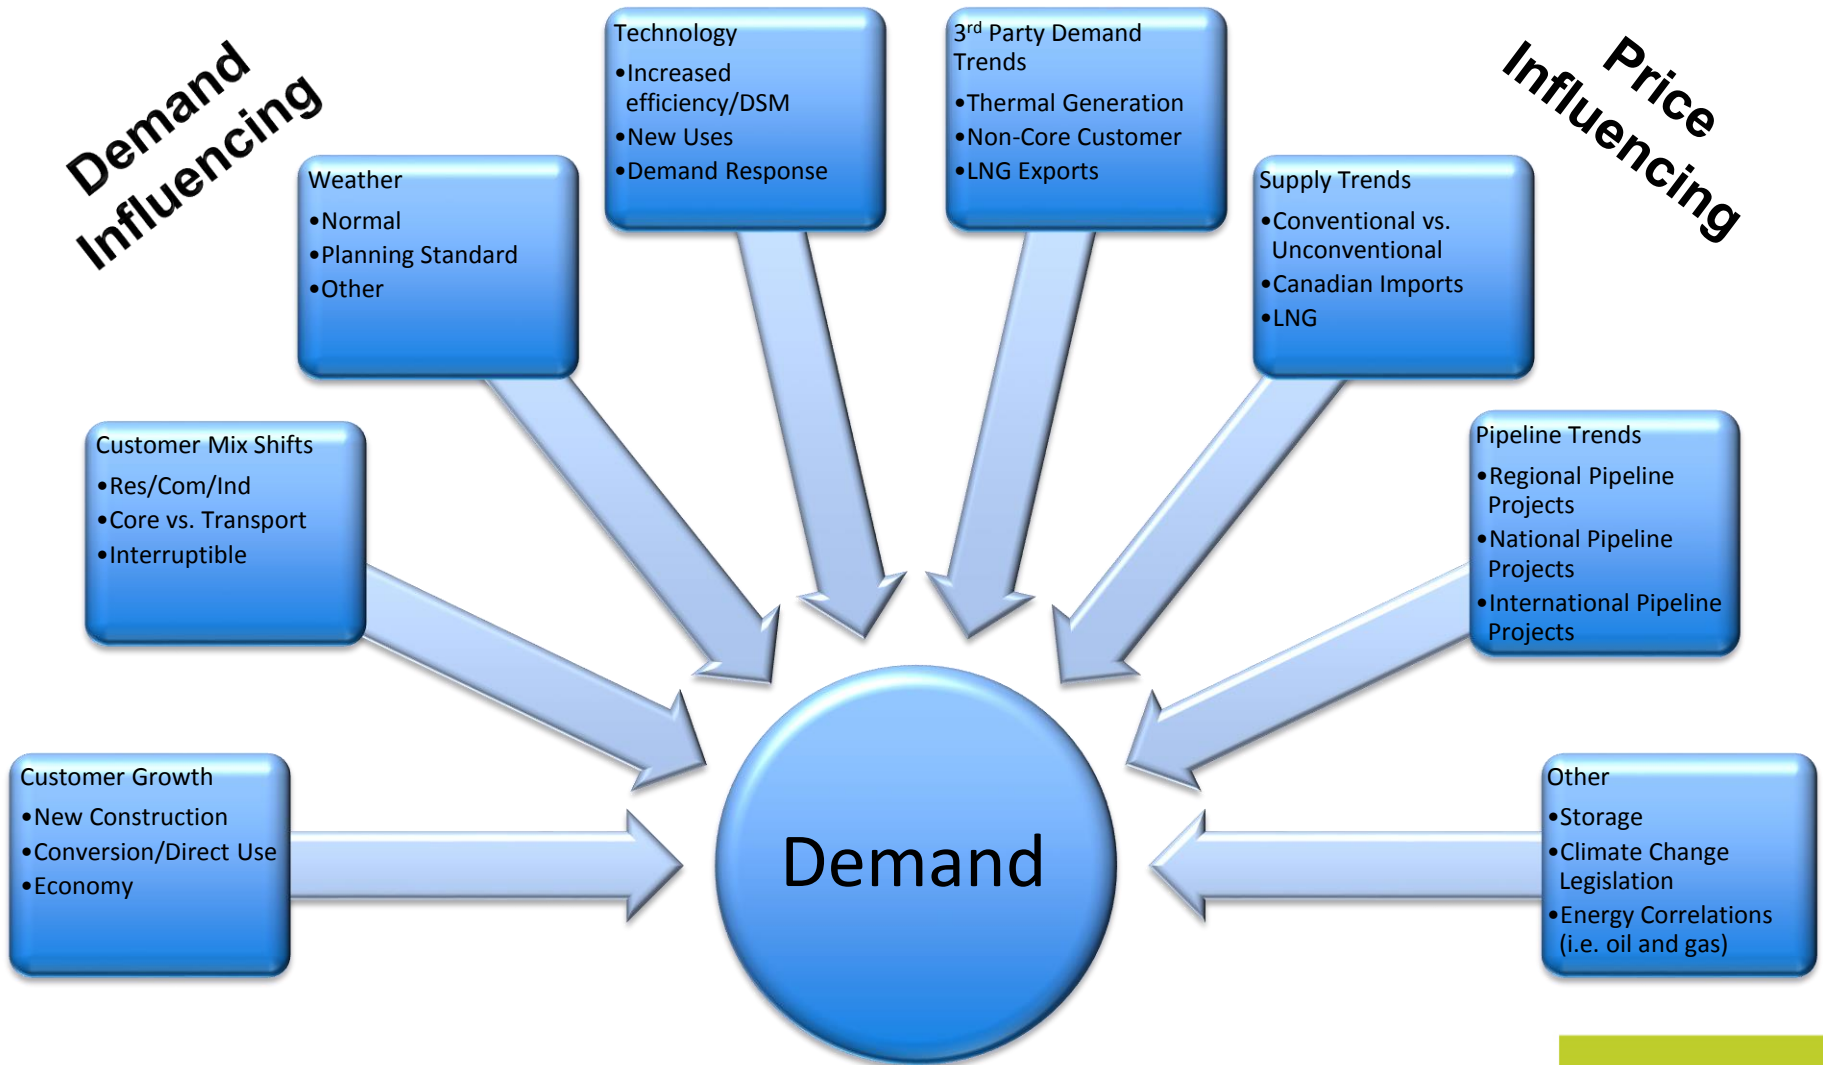 Demand
Influencing
Price
Influencing
Technology
•Increased
efficiency/DSM
•New Uses
•Demand Response
3rd Party Demand
Trends
•Thermal Generation
•Non-Core Customer
•LNG Exports
Weather
•Normal
•Planning Standard
•Other
Supply Trends
•Conventional vs.
Unconventional
•Canadian Imports
•LNG
Customer Mix Shifts
•Res/Com/Ind
•Core vs. Transport
•Interruptible
Pipeline Trends
•Regional Pipeline
Projects
•National Pipeline
Projects
•International Pipeline
Projects
Customer Growth
•New Construction
•Conversion/Direct Use
•Economy
Demand
Other
•Storage
•Climate Change
Legislation
•Energy Correlations
(i.e. oil and gas)